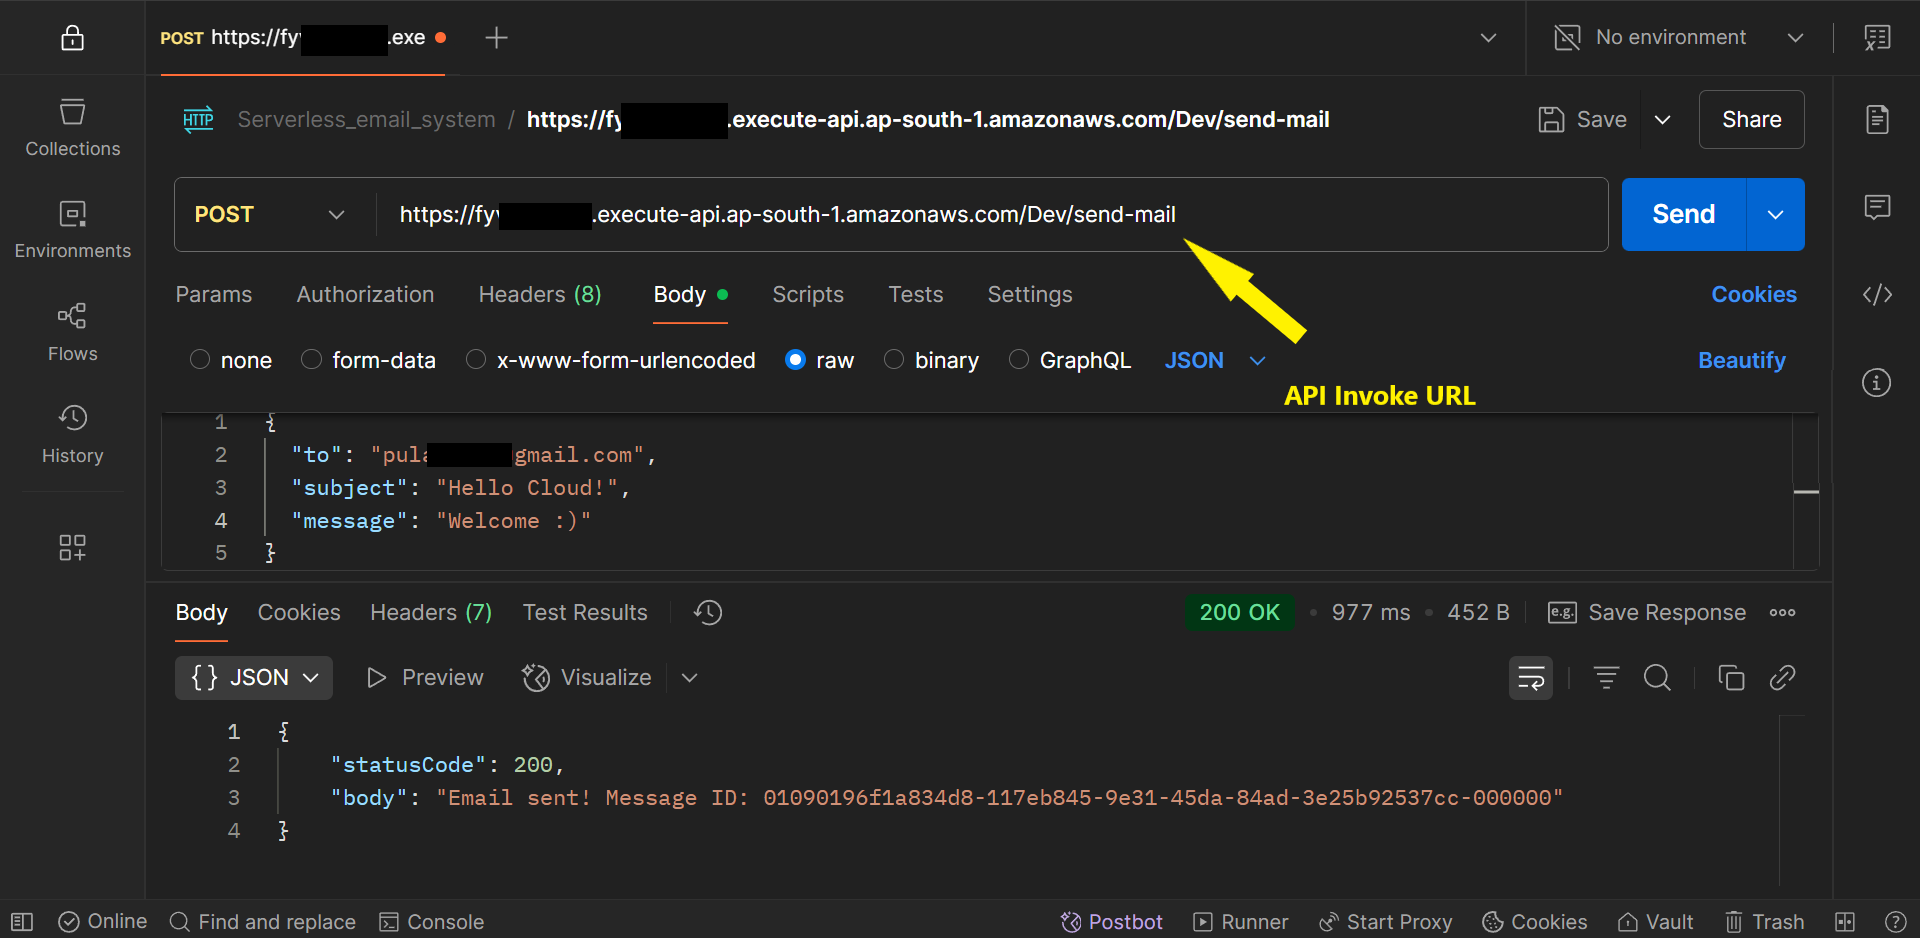 POST https://fy .exe
No environment
Collections
Environments
Flows
History
HTTP Serverless_email_system / https://fy .execute-api.ap-south-1.amazonaws.com/Dev/send-mail
Save
Share
POST
https://fy .execute-api.ap-south-1.amazonaws.com/Dev/send-mail
Send
Params Authorization Headers (8) Body Scripts Tests Settings
Cookies
none form-data x-www-form-urlencoded raw binary GraphQL JSON
Beautify
API Invoke URL
1 {
2 "to": "pula gmail.com",
3 "subject": "Hello Cloud!",
4 "message": "Welcome :)"
5 }
Body Cookies Headers (7) Test Results
200 OK • 977 ms • 452 B
e.g. Save Response
{} JSON Preview Visualize
1 {
2 "statusCode": 200,
3 "body": "Email sent! Message ID: 01090196f1a834d8-117eb845-9e31-45da-84ad-3e25b92537cc-000000"
4 }
Online Find and replace Console
Postbot Runner Start Proxy Cookies Vault Trash